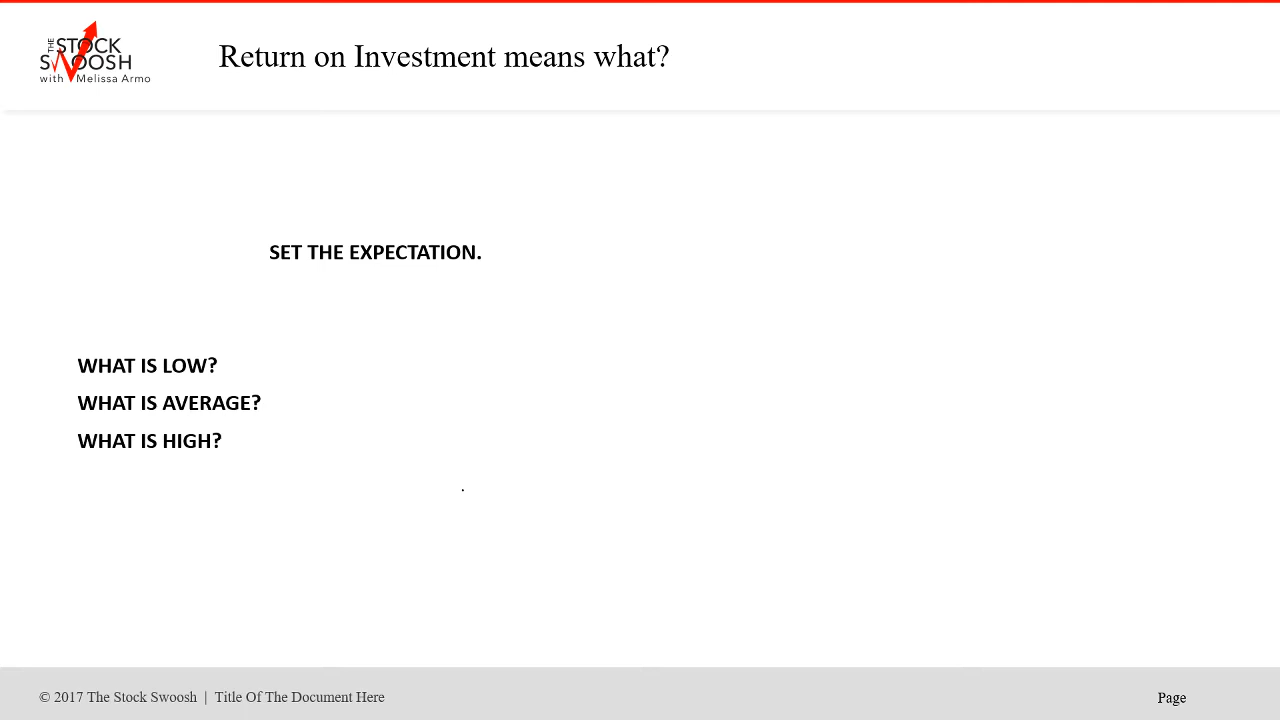 THE
STOCK
SWOOSH
with Melissa Armo
Return on Investment means what?
SET THE EXPECTATION.
WHAT IS LOW?
WHAT IS AVERAGE?
WHAT IS HIGH?
.
© 2017 The Stock Swoosh | Title Of The Document Here
Page